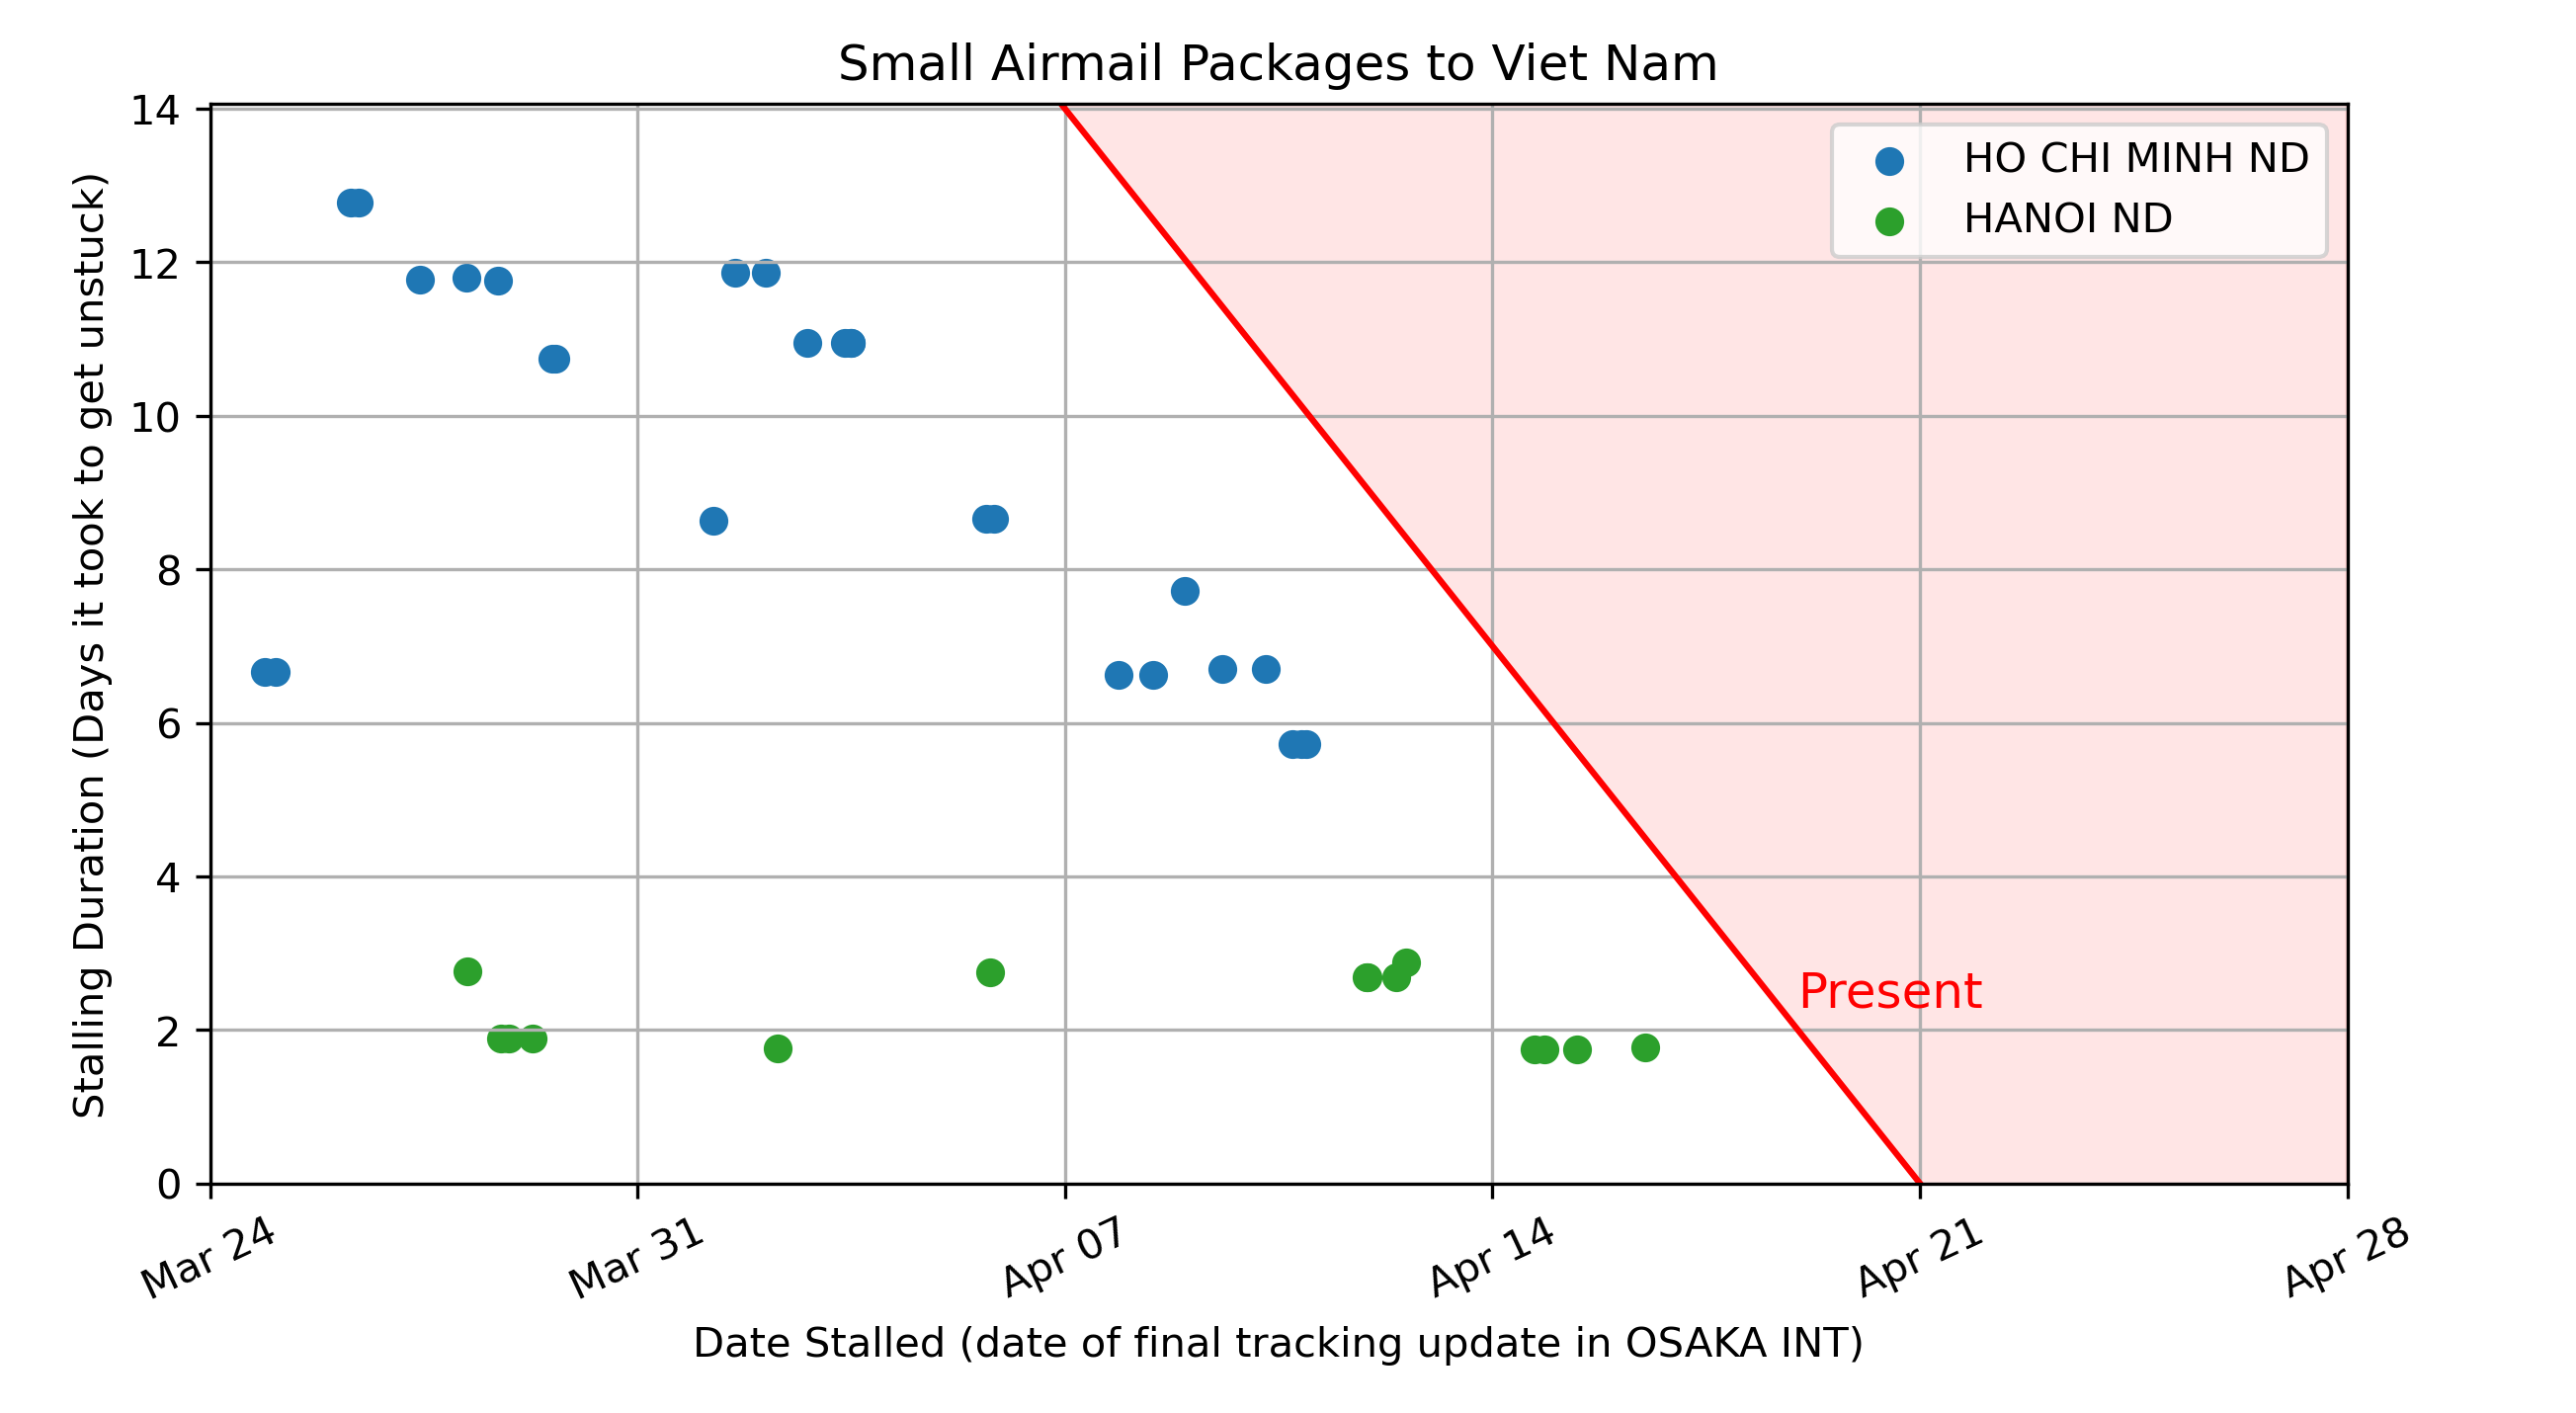 Small Airmail Packages to Viet Nam
Stalling Duration (Days it took to get unstuck)
14
12
10
8
6
4
2
0
HO CHI MINH ND
HANOI ND
Present
Mar 24
Mar 31
Apr 07
Apr 14
Apr 21
Apr 28
Date Stalled (date of final tracking update in OSAKA INT)